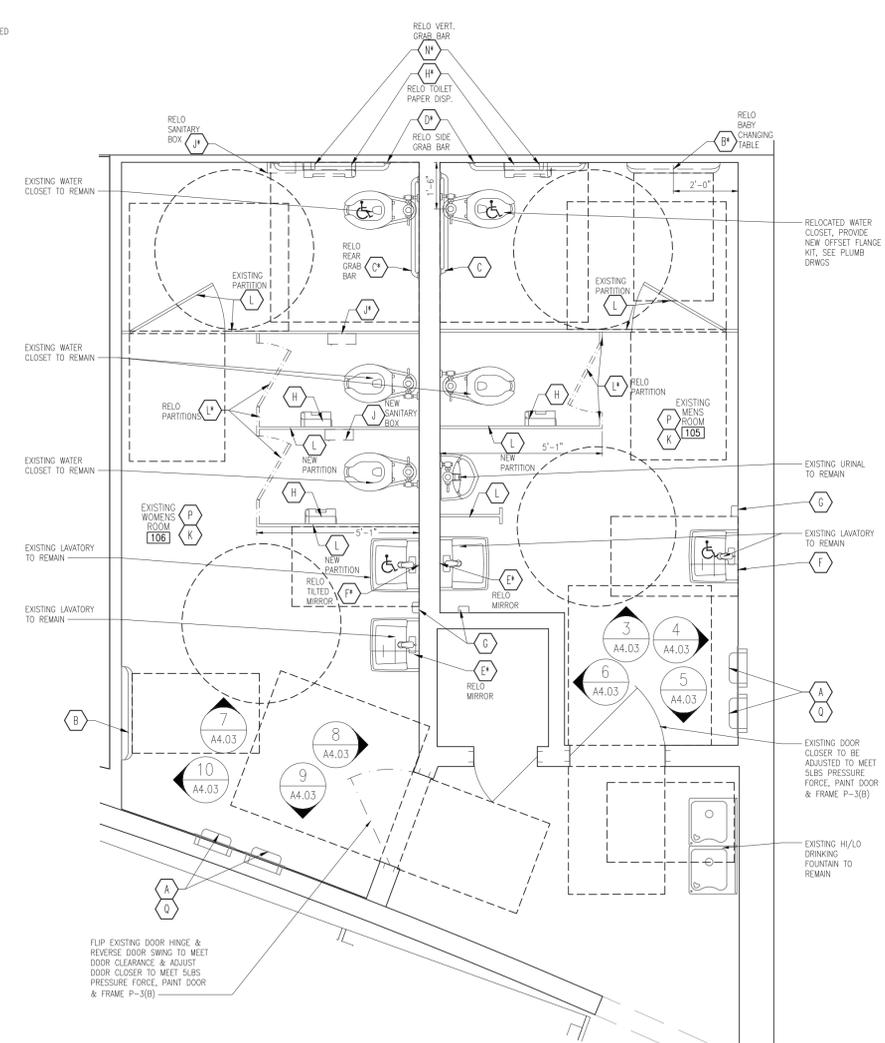 ED
RELO VERT.
GRAB BAR
N*
H*
RELO TOILET
PAPER DISP.
D*
RELO SIDE
GRAB BAR
RELO
SANITARY
BOX
J*
RELO
BABY
CHANGING
TABLE
B*
EXISTING WATER
CLOSET TO REMAIN
1'-6"
2'-0"
RELOCATED WATER
CLOSET, PROVIDE
NEW OFFSET FLANGE
KIT, SEE PLUMB
DRWGS
RELO
REAR
GRAB
BAR
C*
C
EXISTING
PARTITION
L
EXISTING
PARTITION
L
J*
EXISTING WATER
CLOSET TO REMAIN
RELO
PARTITIONS
L*
H
J
NEW
SANITARY
BOX
H
L*
RELO
PARTITION
EXISTING
MENS
ROOM
105
P
K
L
NEW
PARTITION
L
NEW
PARTITION
5'-1"
EXISTING WATER
CLOSET TO REMAIN
EXISTING URINAL
TO REMAIN
H
L
G
EXISTING
WOMENS
ROOM
106
P
K
5'-1"
L
NEW
PARTITION
EXISTING LAVATORY
TO REMAIN
EXISTING LAVATORY
TO REMAIN
F
RELO
TILTED
MIRROR
F*
E*
RELO
MIRROR
EXISTING LAVATORY
TO REMAIN
G
E*
RELO
MIRROR
3
A4.03
4
A4.03
6
A4.03
5
A4.03
A
Q
B
7
A4.03
8
A4.03
10
A4.03
9
A4.03
EXISTING DOOR
CLOSER TO BE
ADJUSTED TO MEET
5LBS PRESSURE
FORCE, PAINT DOOR
& FRAME P-3(B)
EXISTING HI/LO
DRINKING
FOUNTAIN TO
REMAIN
A
Q
FLIP EXISTING DOOR HINGE &
REVERSE DOOR SWING TO MEET
DOOR CLEARANCE & ADJUST
DOOR CLOSER TO MEET 5LBS
PRESSURE FORCE, PAINT DOOR
& FRAME P-3(B)